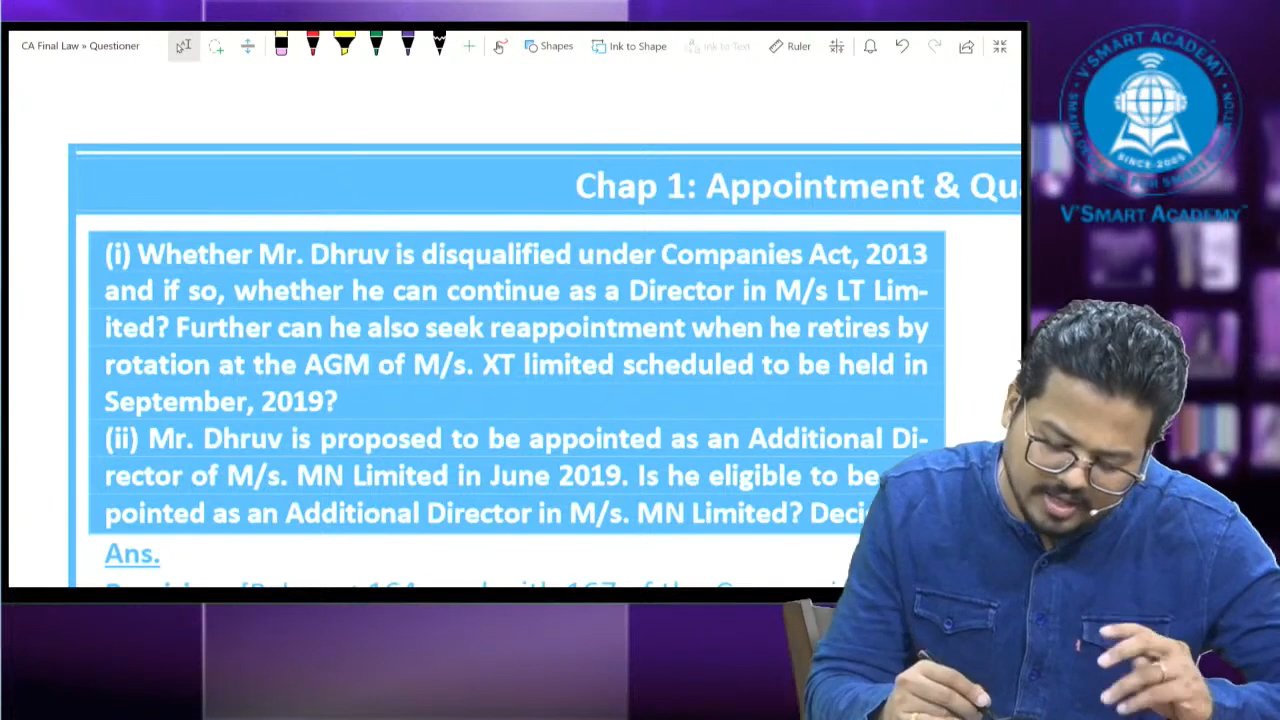 CA Final Law » Questioner
Shapes
Ink to Shape
Ink to Text
Ruler
Chap 1: Appointment &
(i) Whether Mr. Dhruv is disqualified under Companies Act, 2013
and if so, whether he can continue as a Director in M/s LT Lim-
ited? Further can he also seek reappointment when he retires by
rotation at the AGM of M/s. XT limited scheduled to be held in
September, 2019?
(ii) Mr. Dhruv is proposed to be appointed as an Additional Di-
rector of M/s. MN Limited in June 2019. Is he eligible to be
pointed as an Additional Director in M/s. MN Limited?
Ans.
V'SMART ACADEMY
SINCE-2005
V'SMART ACADEMY™